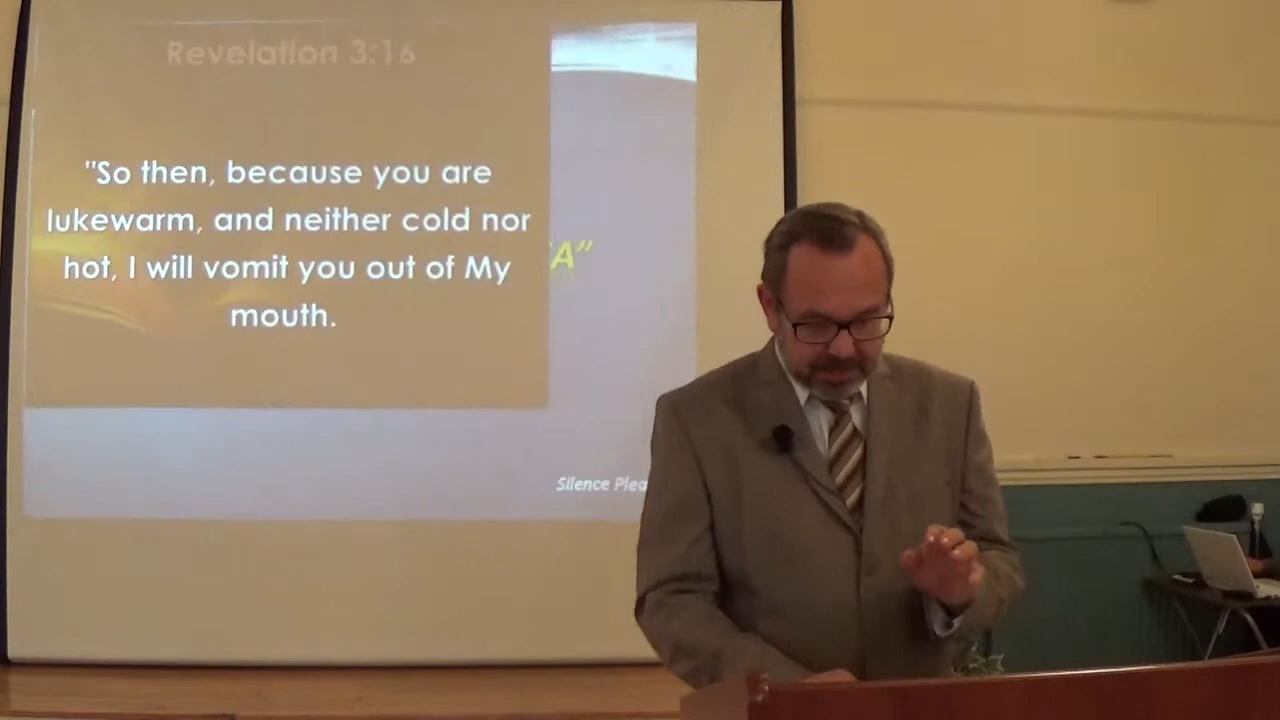 Revelation 3:16
"So then, because you are
lukewarm, and neither cold nor
hot, I will vomit you out of My
mouth.
A”
Silence